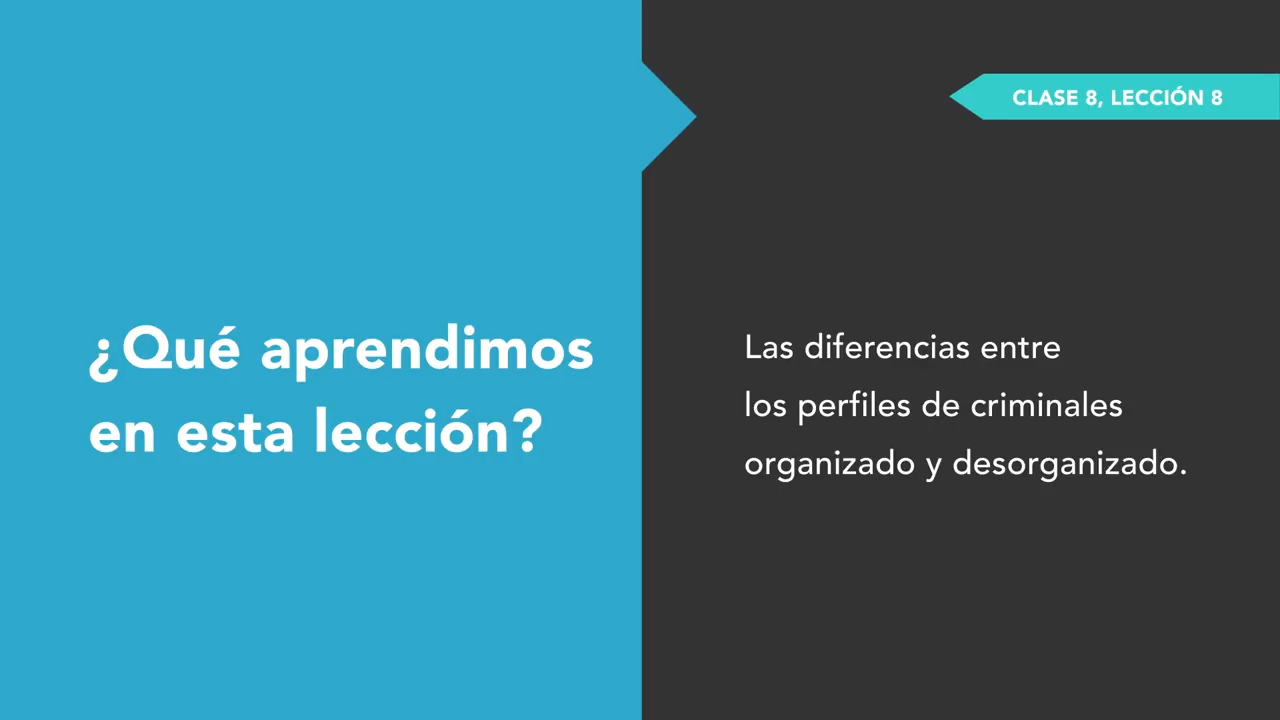 CLASE 8, LECCIÓN 8
¿Qué aprendimos
en esta lección?
Las diferencias entre
los perfiles de criminales
organizado y desorganizado.